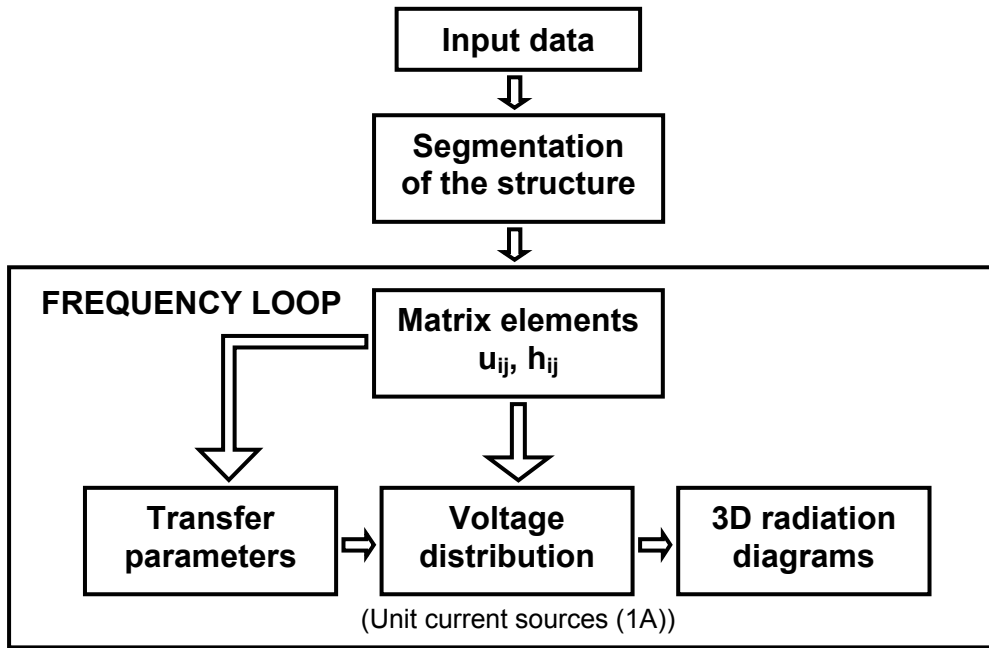 Input data
Segmentation
of the structure
FREQUENCY LOOP
Matrix elements
uij, hij
Transfer
parameters
Voltage
distribution
3D radiation
diagrams
(Unit current sources (1A))